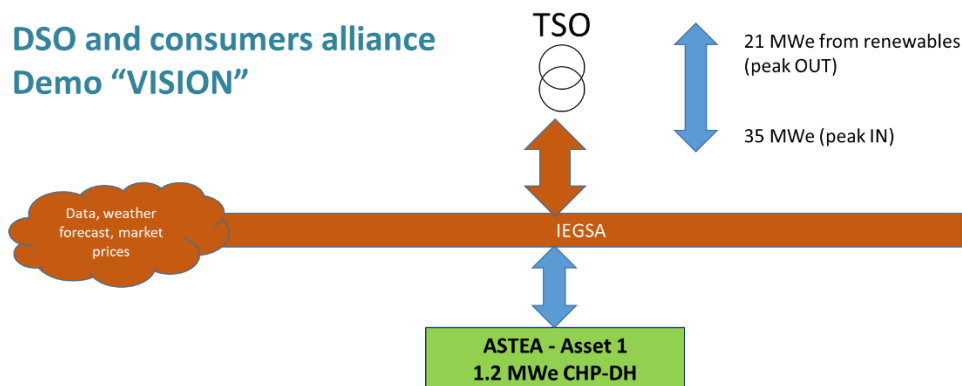 DSO and consumers alliance
Demo “VISION”
TSO
21 MWe from renewables
(peak OUT)
35 MWe (peak IN)
Data, weather
forecast, market
prices
IEGSA
ASTEA - Asset 1
1.2 MWe CHP-DH